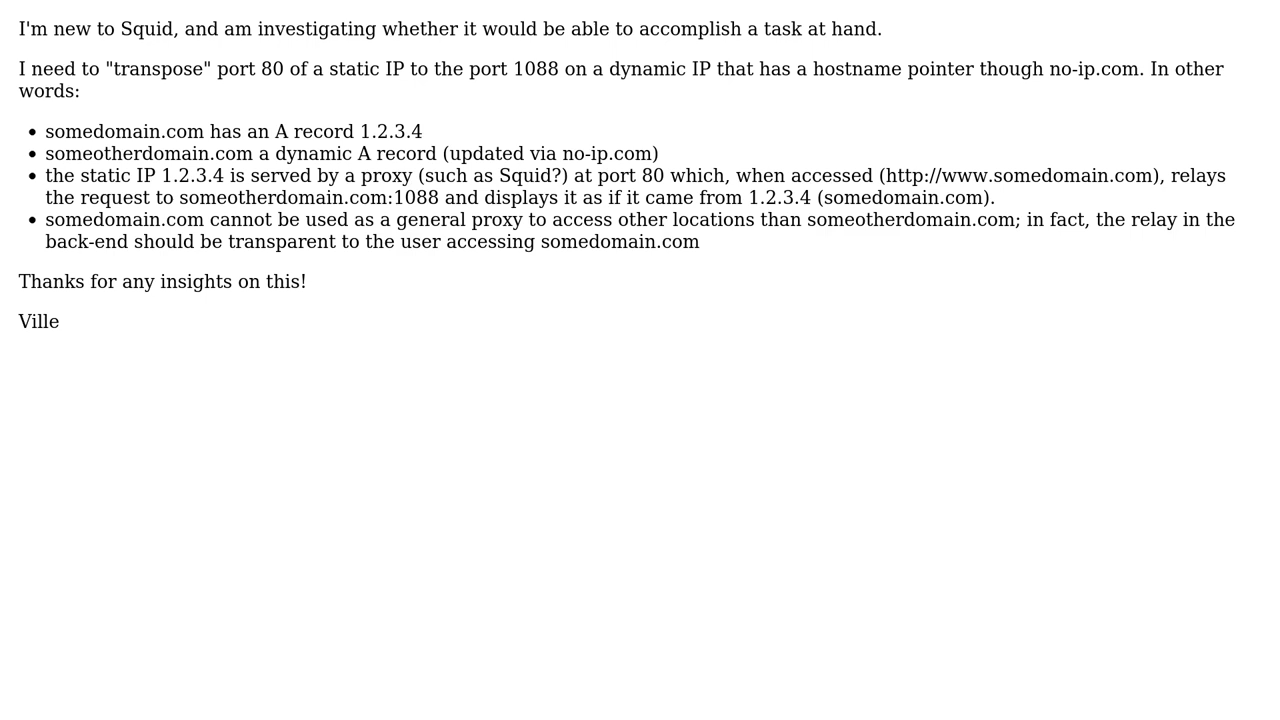 I'm new to Squid, and am investigating whether it would be able to accomplish a task at hand.
I need to "transpose" port 80 of a static IP to the port 1088 on a dynamic IP that has a hostname pointer though no-ip.com. In other
words:
• somedomain.com has an A record 1.2.3.4
• someotherdomain.com a dynamic A record (updated via no-ip.com)
• the static IP 1.2.3.4 is served by a proxy (such as Squid?) at port 80 which, when accessed (http://www.somedomain.com), relays
the request to someotherdomain.com:1088 and displays it as if it came from 1.2.3.4 (somedomain.com).
• somedomain.com cannot be used as a general proxy to access other locations than someotherdomain.com; in fact, the relay in the
back-end should be transparent to the user accessing somedomain.com
Thanks for any insights on this!
Ville